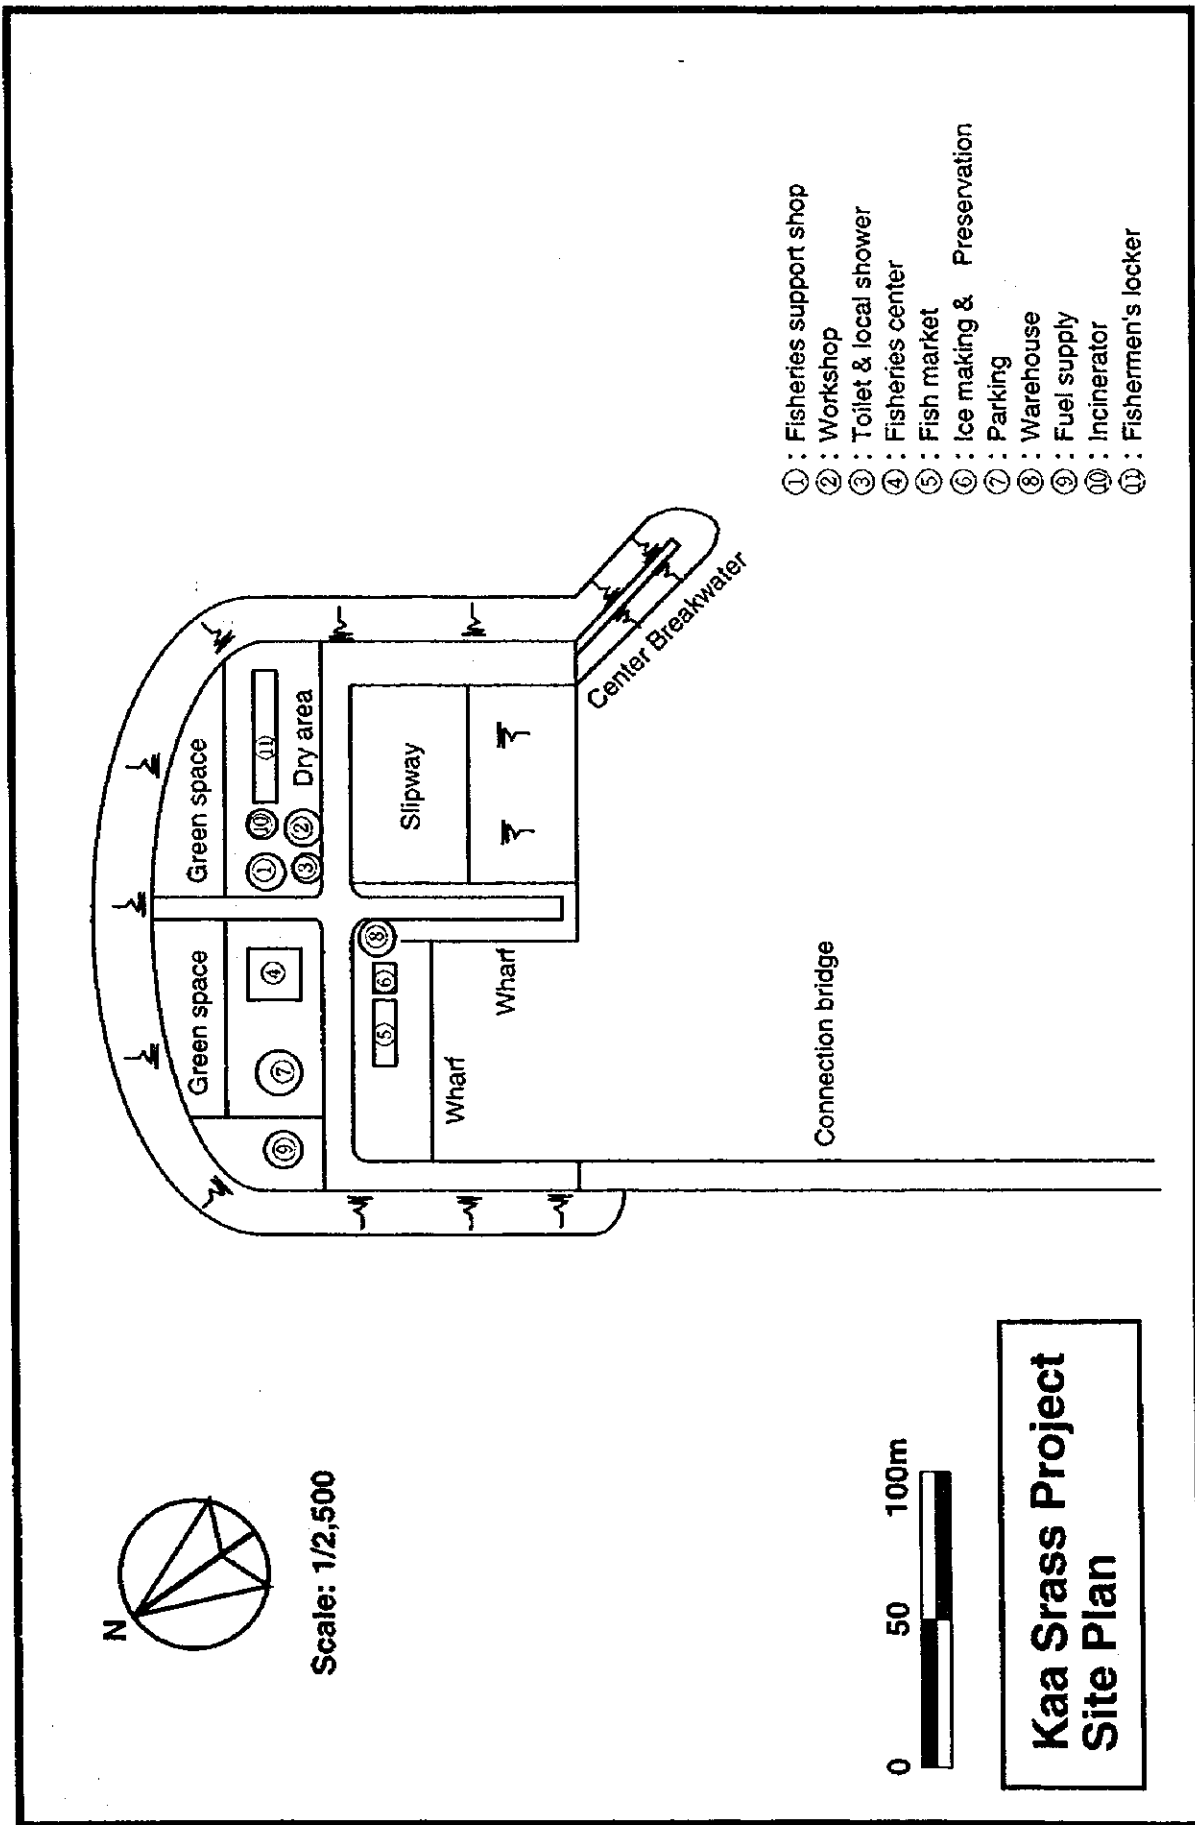 N
Scale: 1/2,500
Green space
Green space
⑨
⑦
④
①
⑩
⑪
③
②
Dry area
⑤
⑥
⑧
Slipway
Wharf
Wharf
Center Breakwater
Connection bridge
①: Fisheries support shop
②: Workshop
③: Toilet & local shower
④: Fisheries center
⑤: Fish market
⑥: Ice making & Preservation
⑦: Parking
⑧: Warehouse
⑨: Fuel supply
⑩: Incinerator
⑪: Fishermen's locker
0 50 100m
Kaa Srass Project
Site Plan